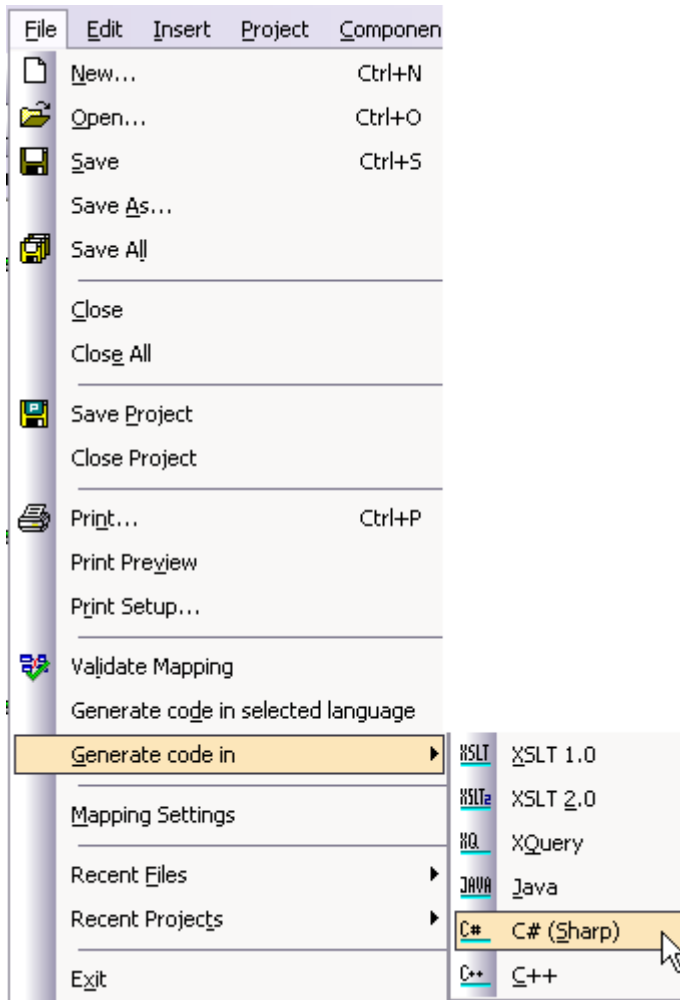 File Edit Insert Project Componen
New... Ctrl+N
Open... Ctrl+O
Save Ctrl+S
Save As...
Save All
Close
Close All
Save Project
Close Project
Print... Ctrl+P
Print Preview
Print Setup...
Validate Mapping
Generate code in selected language
Generate code in
XSLT XSLT 1.0
XSLT2 XSLT 2.0
Mapping Settings
XQ XQuery
Recent Files
JAVA Java
Recent Projects
C# C# (Sharp)
Exit
C++ C++